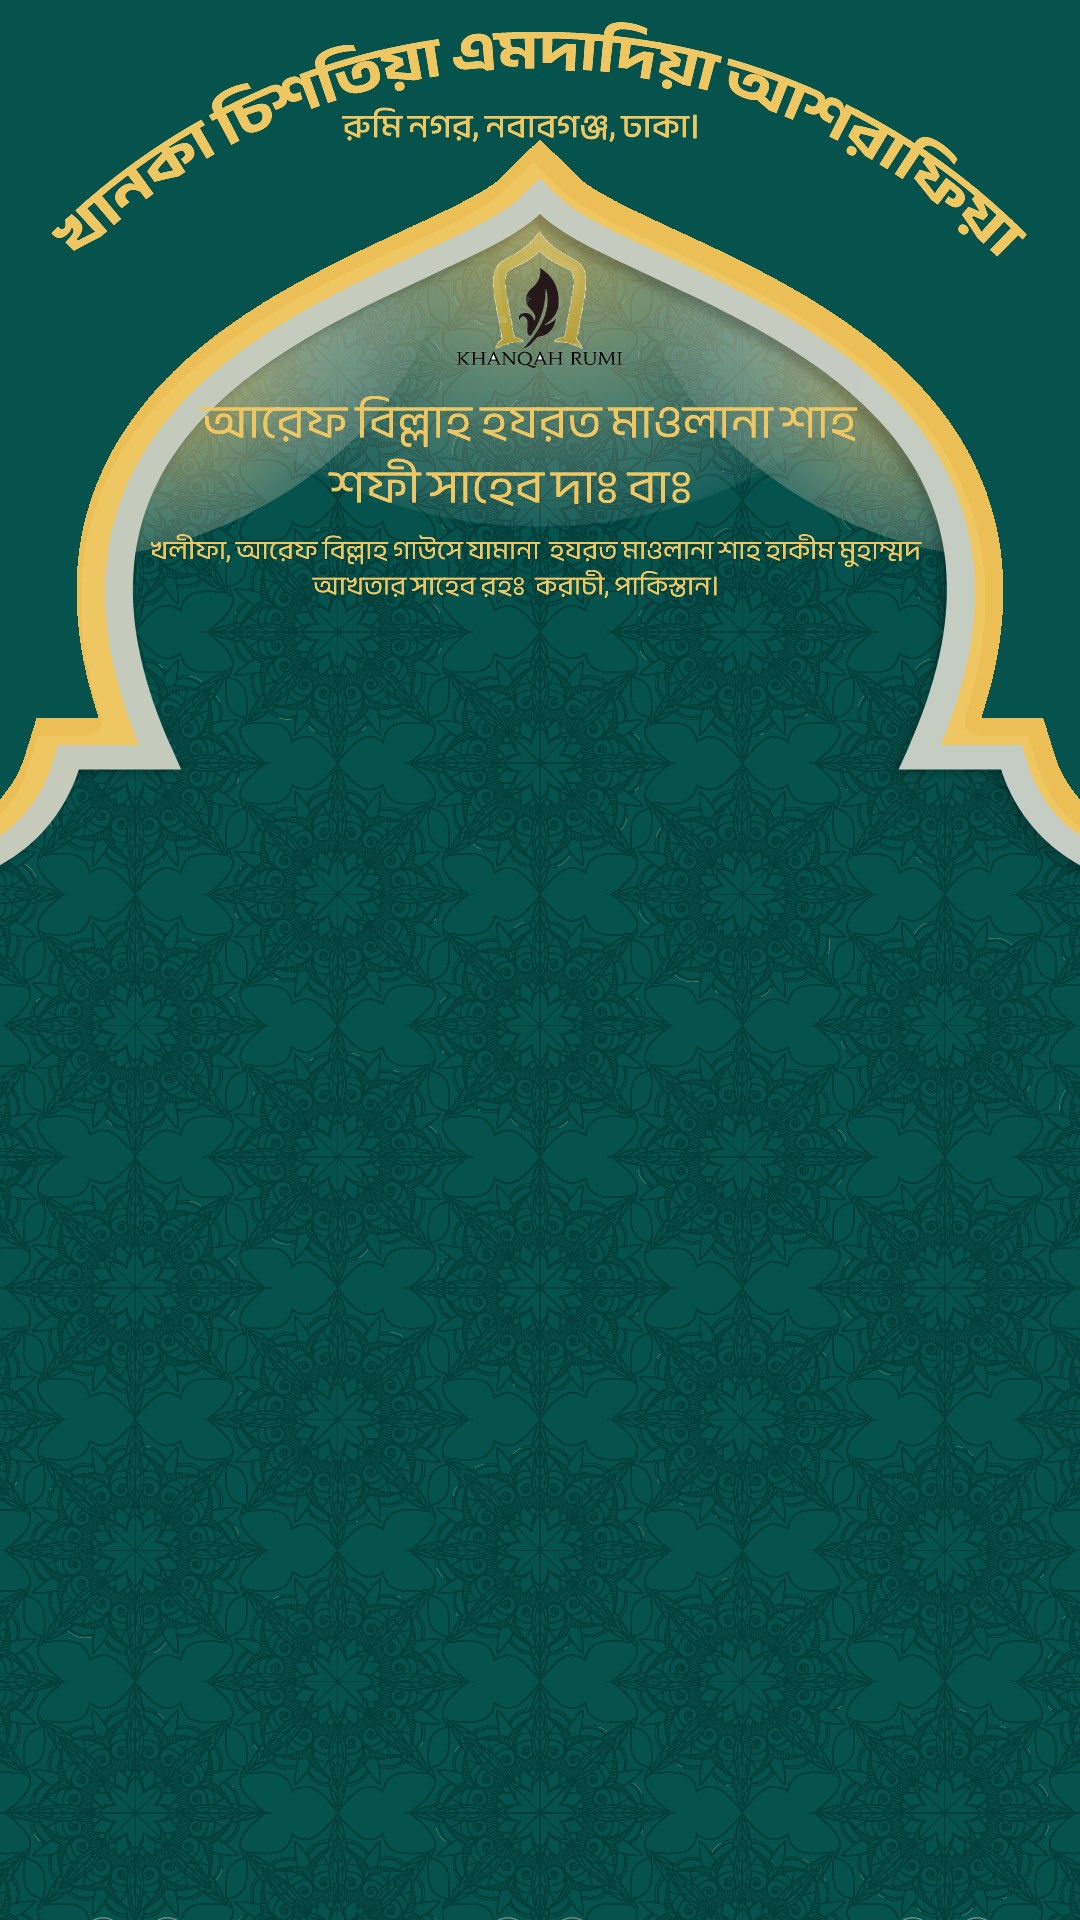 খানকা চিশতিয়া এমদাদিয়া আশরাফিয়া
রুমি নগর, নবাবগঞ্জ, ঢাকা।
KHANQAH RUMI
আরেফ বিল্লাহ হযরত মাওলানা শাহ
শফী সাহেব দাঃ বাঃ
খলীফা, আরেফ বিল্লাহ গাউসে যামানা হযরত মাওলানা শাহ হাকীম মুহাম্মদ
আখতার সাহেব রহঃ করাচী, পাকিস্তান।